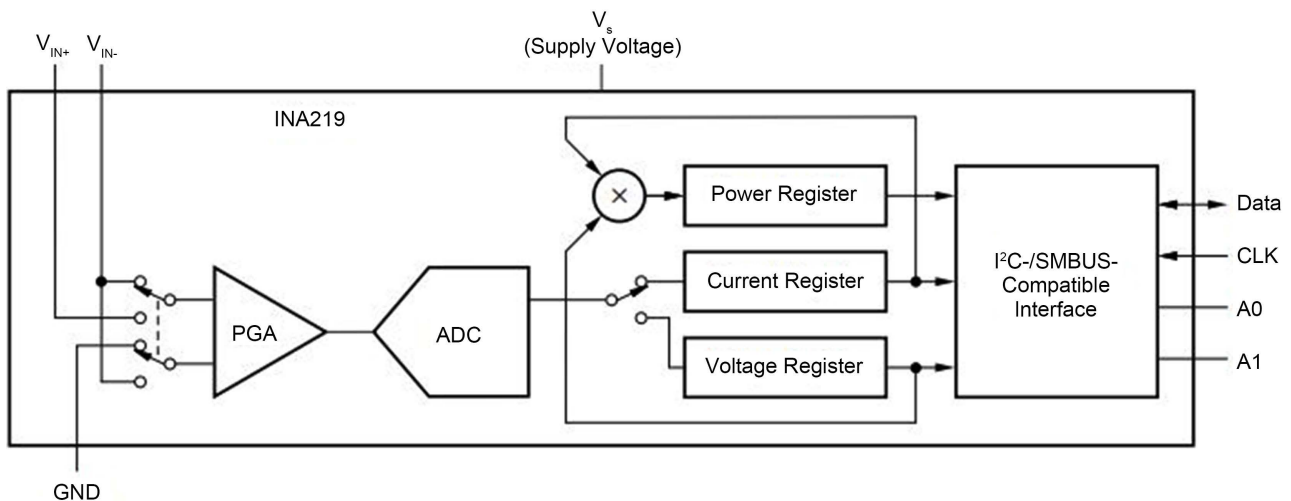 V_IN+ V_IN-
V_s
(Supply Voltage)
INA219
×
Power Register
Current Register
Voltage Register
PGA
ADC
I²C-/SMBUS-
Compatible
Interface
Data
CLK
A0
A1
GND